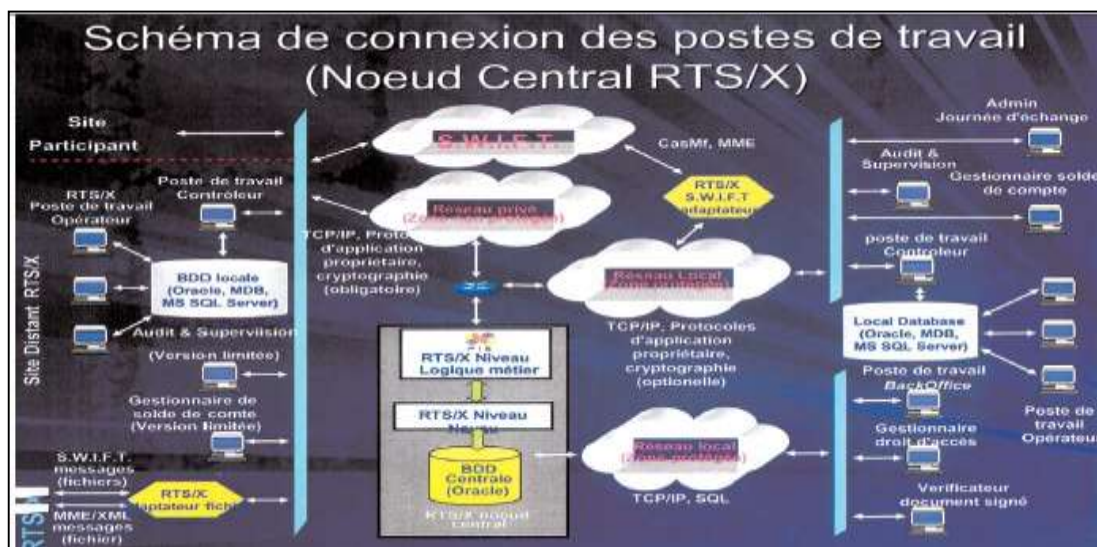 Schéma de connexion des postes de travail
(Noeud Central RTS/X)
Site
Participant
S.W.I.F.T.
CasMf, MME
Admin
Journée d'échange
Audit &
Supervision
Gestionnaire solde
de compte
RTS/X
Poste de travail
Opérateur
Poste de travail
Contrôleur
Réseau privé
TCP/IP,
d'application
propriétaire,
cryptographie
(obligatoire)
RTS/X
S.W.I.F.T
adaptateur
poste de travail
Contrôleur
BDD locale
(Oracle, MDB,
MS SQL Server)
Réseau Local
TCP/IP, Protocoles
d'application
propriétaire,
cryptographie
(optionelle)
Local Database
(Oracle, MDB,
MS SQL Server)
Site Distant RTS/X
Audit & Superviision
(Version limitée)
Gestionnaire de
solde de comte
(Version limitée)
RTS/X Niveau
Logique métier
RTS/X Niveau
BDD
Centrale
(Oracle)
RTS/X noeud
central
Réseau local
TCP/IP, SQL
Poste de travail
BackOffice
Poste de
travail
Opérateur
Gestionnaire
droit d'accès
Verificateur
document signé
S.W.I.F.T.
messages
(fichiers)
RTS/X
MME/XML
messages
(fichier)
RTS